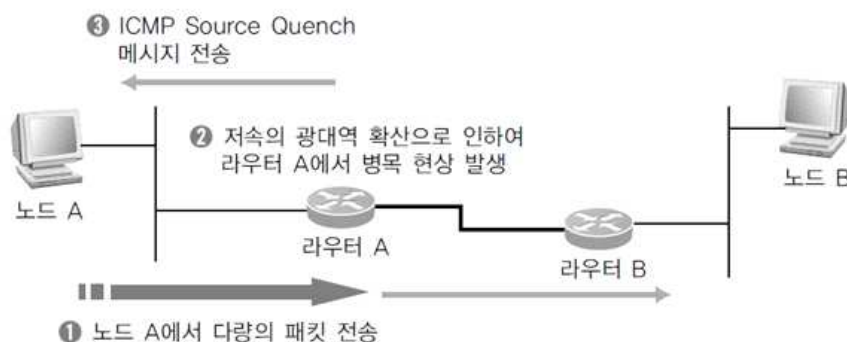 ❸ ICMP Source Quench
메시지 전송
❷ 저속의 광대역 확산으로 인하여
라우터 A에서 병목 현상 발생
노드 A
노드 B
라우터 A
라우터 B
❶ 노드 A에서 다량의 패킷 전송